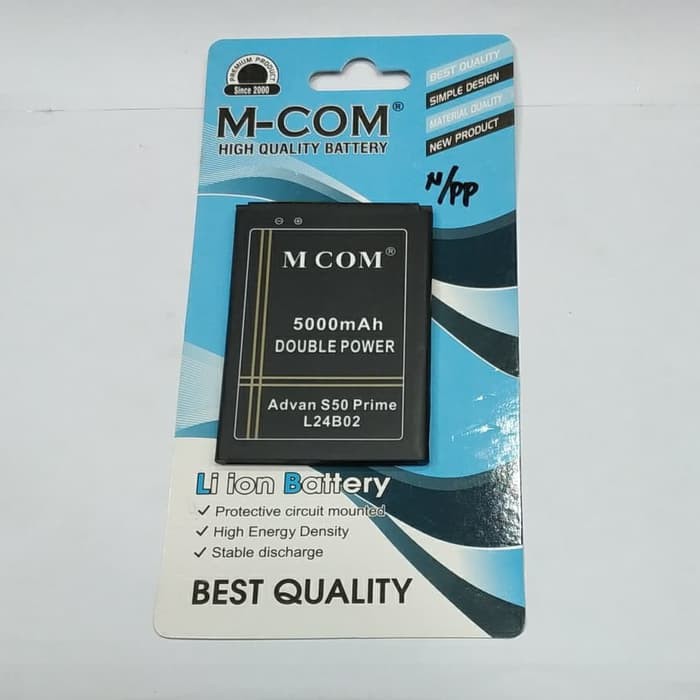 PREMIUM PRODUCT
Since 2000
M-COM®
HIGH QUALITY BATTERY
BEST QUALITY
SIMPLE DESIGN
MATERIAL QUALITY
NEW PRODUCT
N/PP
M COM®
5000mAh
DOUBLE POWER
Advan S50 Prime
L24B02
Li ion Battery
✓ Protective circuit mounted
✓ High Energy Density
✓ Stable discharge
BEST QUALITY